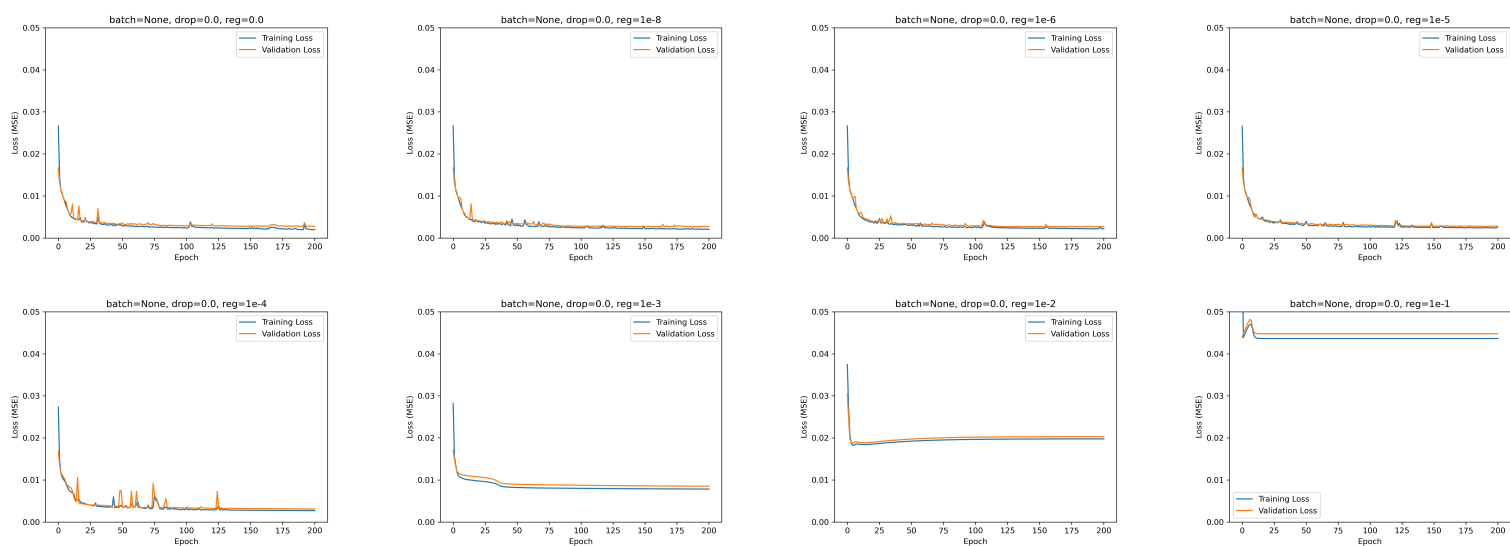 batch=None, drop=0.0, reg=0.0
0.05
0.04
0.03
0.02
0.01
0.00
Loss (MSE)
Training Loss
Validation Loss
0 25 50 75 100 125 150 175 200
Epoch
batch=None, drop=0.0, reg=1e-8
0.05
0.04
0.03
0.02
0.01
0.00
Loss (MSE)
Training Loss
Validation Loss
0 25 50 75 100 125 150 175 200
Epoch
batch=None, drop=0.0, reg=1e-6
0.05
0.04
0.03
0.02
0.01
0.00
Loss (MSE)
Training Loss
Validation Loss
0 25 50 75 100 125 150 175 200
Epoch
batch=None, drop=0.0, reg=1e-5
0.05
0.04
0.03
0.02
0.01
0.00
Loss (MSE)
Training Loss
Validation Loss
0 25 50 75 100 125 150 175 200
Epoch
batch=None, drop=0.0, reg=1e-4
0.05
0.04
0.03
0.02
0.01
0.00
Loss (MSE)
Training Loss
Validation Loss
0 25 50 75 100 125 150 175 200
Epoch
batch=None, drop=0.0, reg=1e-3
0.05
0.04
0.03
0.02
0.01
0.00
Loss (MSE)
Training Loss
Validation Loss
0 25 50 75 100 125 150 175 200
Epoch
batch=None, drop=0.0, reg=1e-2
0.05
0.04
0.03
0.02
0.01
0.00
Loss (MSE)
Training Loss
Validation Loss
0 25 50 75 100 125 150 175 200
Epoch
batch=None, drop=0.0, reg=1e-1
0.05
0.04
0.03
0.02
0.01
0.00
Loss (MSE)
Training Loss
Validation Loss
0 25 50 75 100 125 150 175 200
Epoch